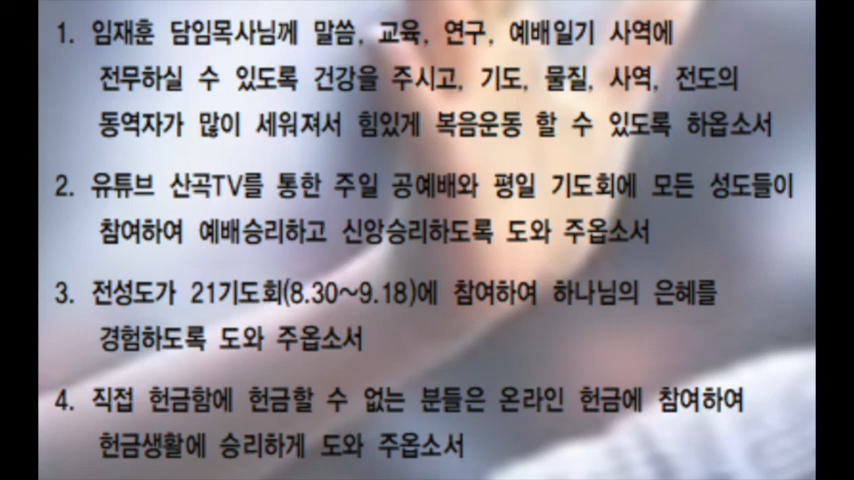 1. 임재훈 담임목사님께 말씀, 교육, 연구, 예배일기 사역에
전무하실 수 있도록 건강을 주시고, 기도, 물질, 사역, 전도의
동역자가 많이 세워져서 힘있게 복음운동 할 수 있도록 하옵소서
2. 유튜브 산곡TV를 통한 주일 공예배와 평일 기도회에 모든 성도들이
참여하여 예배승리하고 신앙승리하도록 도와 주옵소서
3. 전성도가 21기도회(8.30~9.18)에 참여하여 하나님의 은혜를
경험하도록 도와 주옵소서
4. 직접 헌금함에 헌금할 수 없는 분들은 온라인 헌금에 참여하여
헌금생활에 승리하게 도와 주옵소서